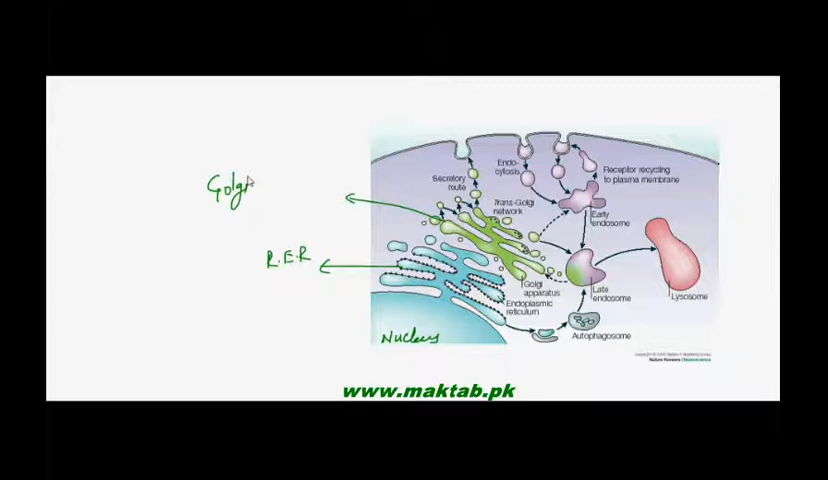 Endo-
cytosis
Receptor recycling
to plasma membrane
Secretory
route
Golgi
Trans-Golgi
network
Early
endosome
R.E.R
Golgi
apparatus
Late
endosome
Lysosome
Endoplasmic
reticulum
Nucleus
Autophagosome
www.maktab.pk